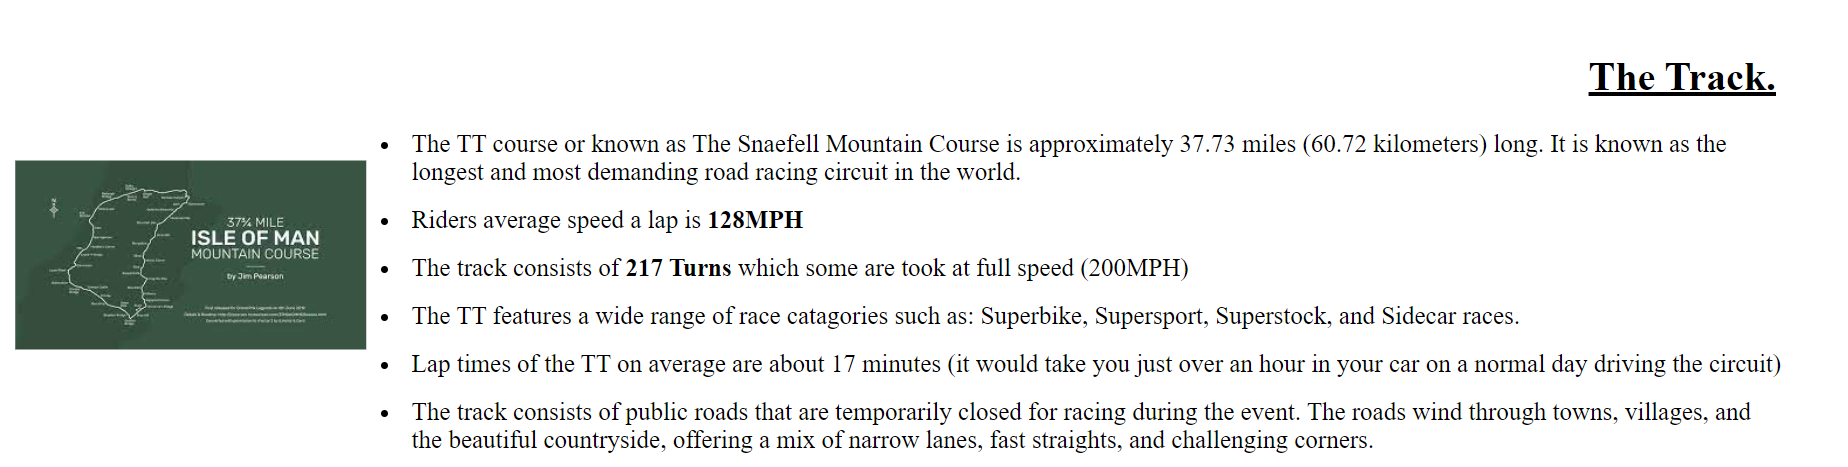 The Track.
37¾ MILE
ISLE OF MAN
MOUNTAIN COURSE
by Jim Pearson
• The TT course or known as The Snaefell Mountain Course is approximately 37.73 miles (60.72 kilometers) long. It is known as the
longest and most demanding road racing circuit in the world.
• Riders average speed a lap is 128MPH
• The track consists of 217 Turns which some are took at full speed (200MPH)
• The TT features a wide range of race catagories such as: Superbike, Supersport, Superstock, and Sidecar races.
• Lap times of the TT on average are about 17 minutes (it would take you just over an hour in your car on a normal day driving the circuit)
• The track consists of public roads that are temporarily closed for racing during the event. The roads wind through towns, villages, and
the beautiful countryside, offering a mix of narrow lanes, fast straights, and challenging corners.